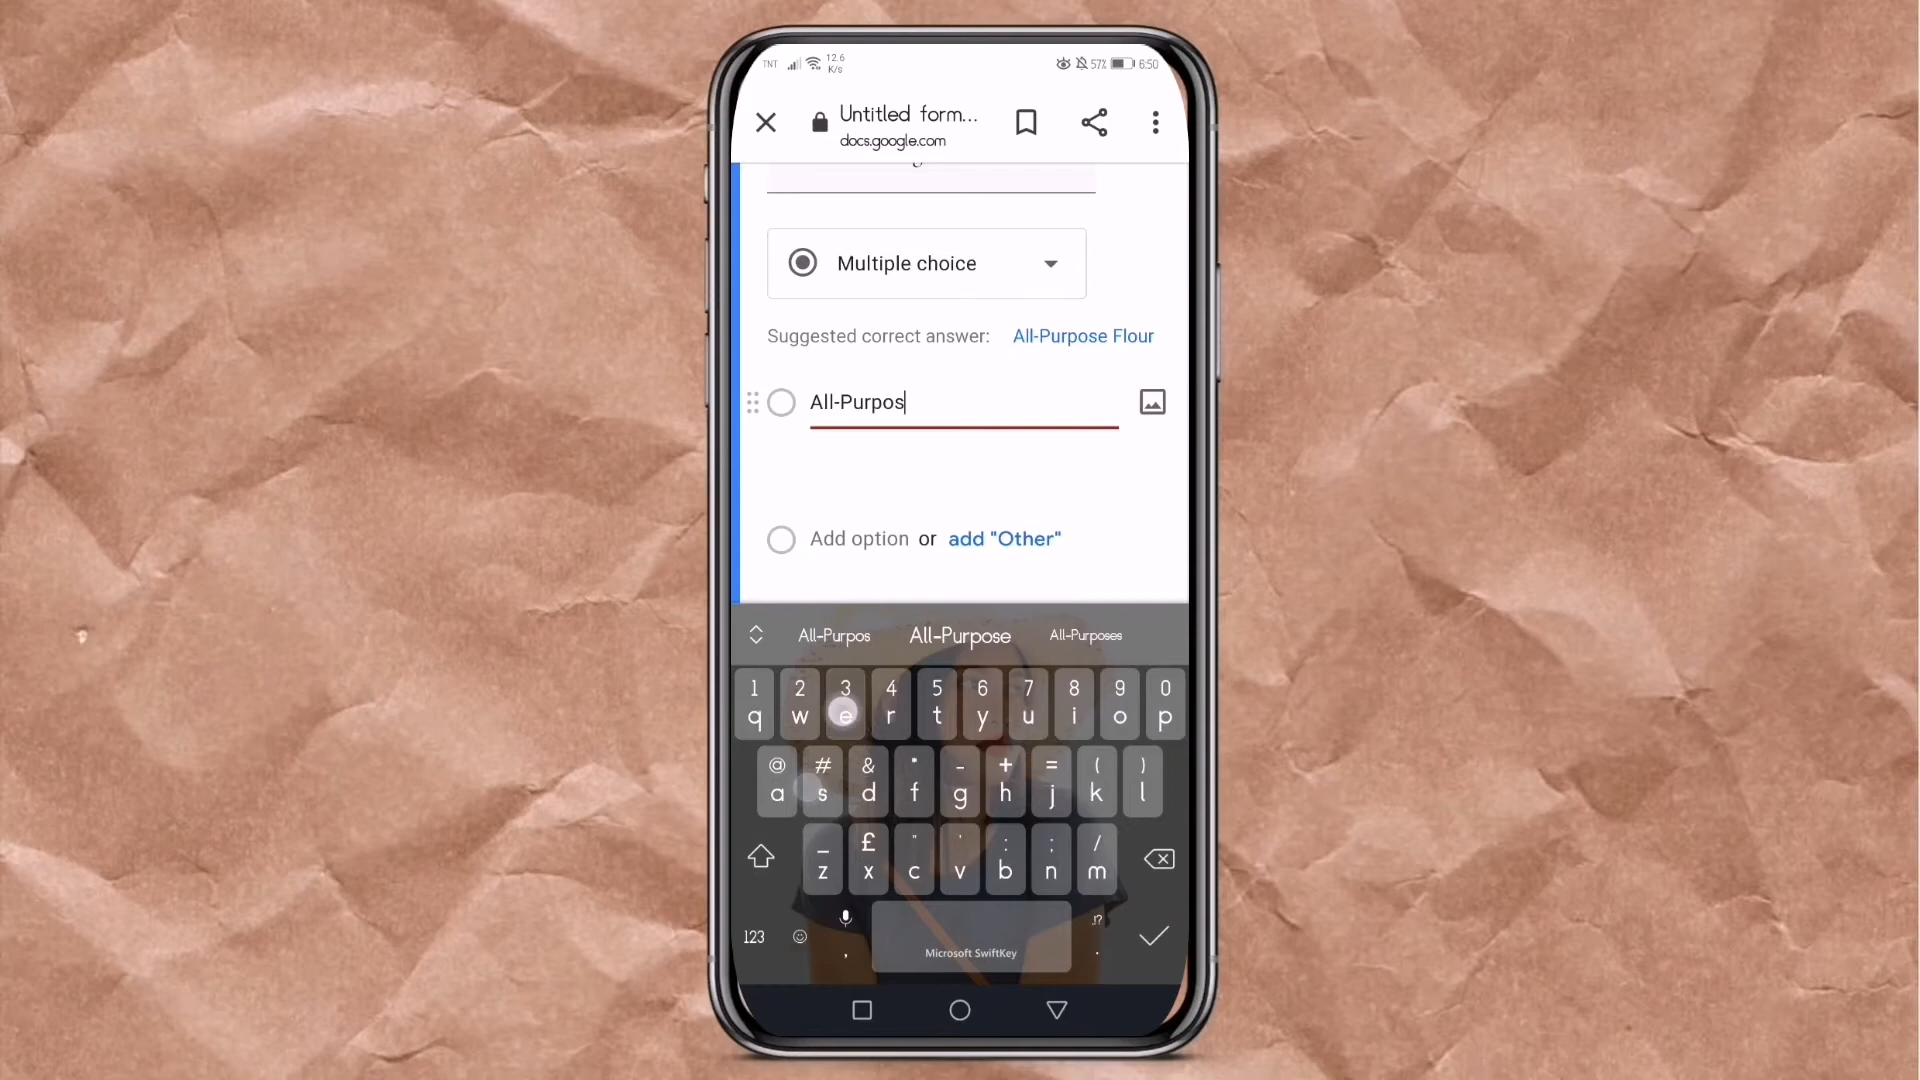 TNT 12.6 K/s 57% 6:50
Untitled form...
docs.google.com
Multiple choice
Suggested correct answer: All-Purpose Flour
All-Purpos
Add option or add "Other"
All-Purpos All-Purpose All-Purposes
1 2 3 4 5 6 7 8 9 0
q w e r t y u i o p
@ # & * - + = ( )
a s d f g h j k l
_ £ " ' : ; /
z x c v b n m
123 , .!?
Microsoft SwiftKey .